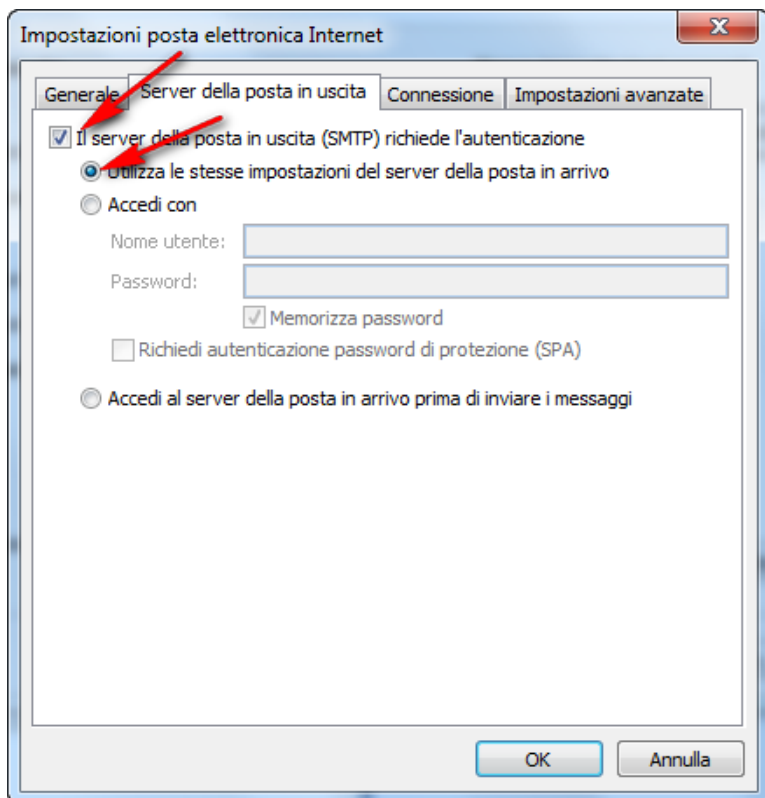 Impostazioni posta elettronica Internet
Generale Server della posta in uscita Connessione Impostazioni avanzate
Il server della posta in uscita (SMTP) richiede l'autenticazione
Utilizza le stesse impostazioni del server della posta in arrivo
Accedi con
Nome utente:
Password:
Memorizza password
Richiedi autenticazione password di protezione (SPA)
Accedi al server della posta in arrivo prima di inviare i messaggi
OK Annulla